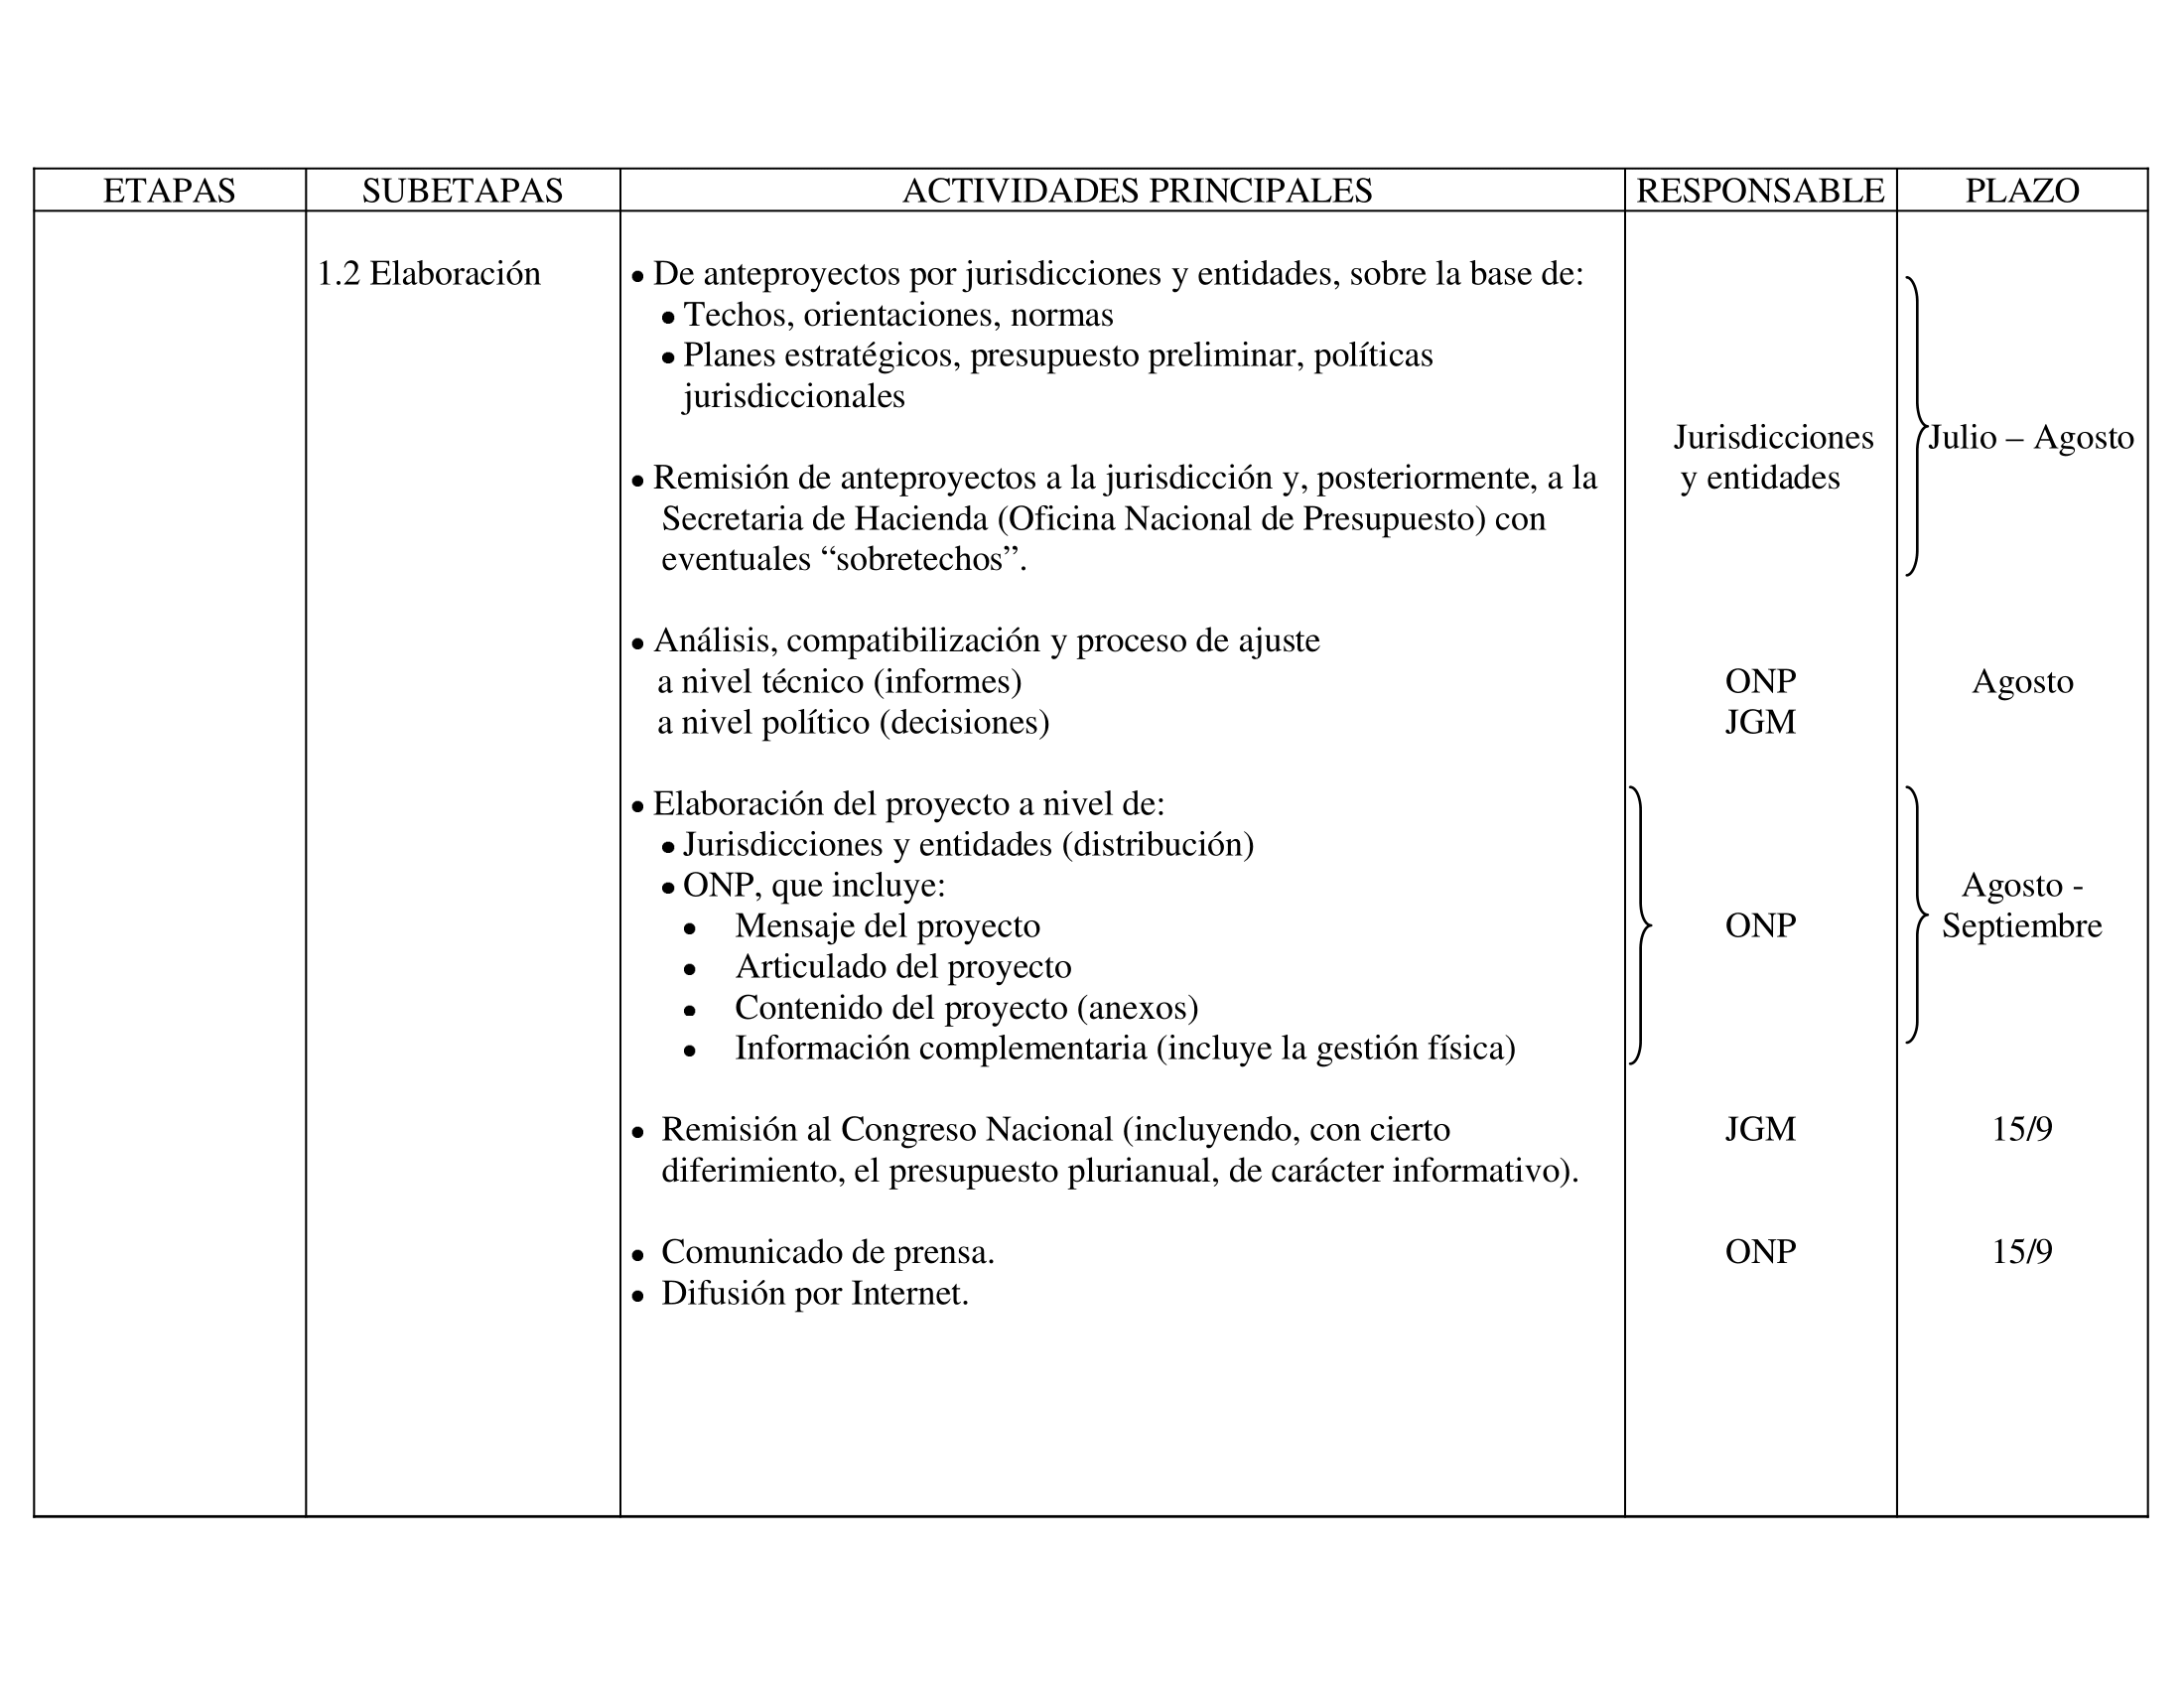 ETAPAS SUBETAPAS ACTIVIDADES PRINCIPALES RESPONSABLE PLAZO
1.2 Elaboración
• De anteproyectos por jurisdicciones y entidades, sobre la base de:
• Techos, orientaciones, normas
• Planes estratégicos, presupuesto preliminar, políticas
jurisdiccionales
• Remisión de anteproyectos a la jurisdicción y, posteriormente, a la
Secretaria de Hacienda (Oficina Nacional de Presupuesto) con
eventuales “sobretechos”.
Jurisdicciones
y entidades
Julio – Agosto
• Análisis, compatibilización y proceso de ajuste
a nivel técnico (informes) ONP Agosto
a nivel político (decisiones) JGM
• Elaboración del proyecto a nivel de:
• Jurisdicciones y entidades (distribución)
• ONP, que incluye:
• Mensaje del proyecto
• Articulado del proyecto
• Contenido del proyecto (anexos)
• Información complementaria (incluye la gestión física)
ONP
Agosto -
Septiembre
• Remisión al Congreso Nacional (incluyendo, con cierto JGM 15/9
diferimiento, el presupuesto plurianual, de carácter informativo).
• Comunicado de prensa. ONP 15/9
• Difusión por Internet.